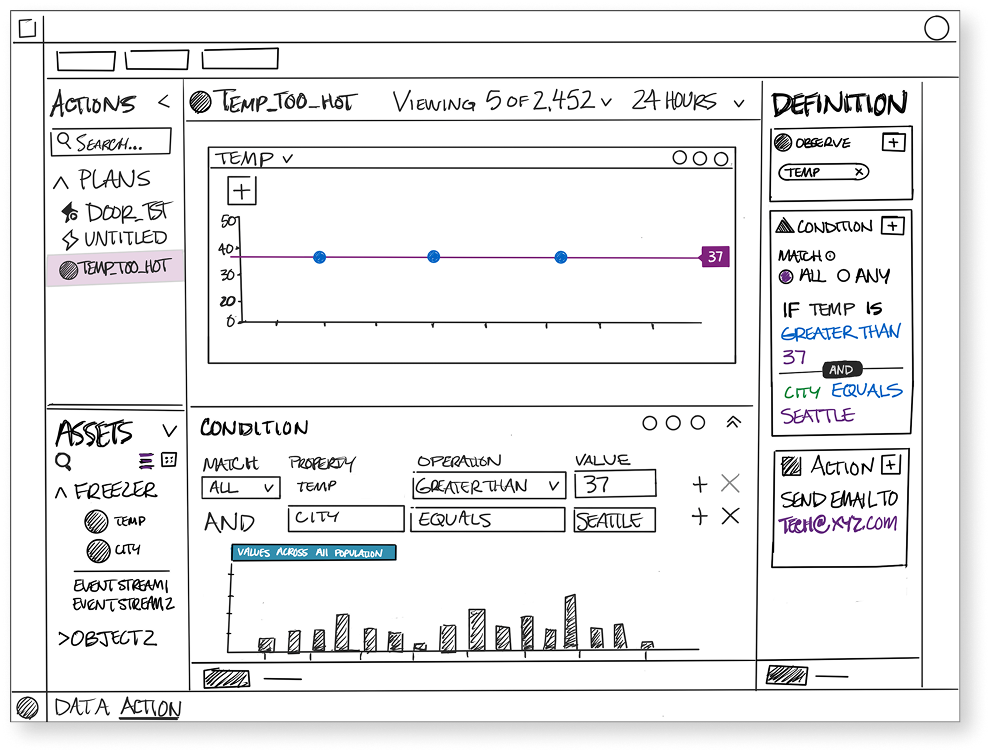 ACTIONS <
SEARCH...
PLANS
DOOR_TST
UNTITLED
TEMP_TOO_HOT
ASSETS
FREEZER
TEMP
CITY
EVENT STREAM1
EVENT STREAM2
>OBJECT 2
TEMP_TOO_HOT VIEWING 5 OF 2,452 24 HOURS
TEMP
+
50
40
37
30
20
0
CONDITION
MATCH PROPERTY OPERATION VALUE
ALL TEMP GREATER THAN 37 + X
AND CITY EQUALS SEATTLE + X
VALUES ACROSS All POPULATION
DEFINITION
OBSERVE +
TEMP X
CONDITION +
MATCH
ALL ANY
IF TEMP IS
GREATER THAN
37
AND
CITY EQUALS
SEATTLE
ACTION +
SEND EMAIL TO
TECH@XYZ.COM
DATA ACTION